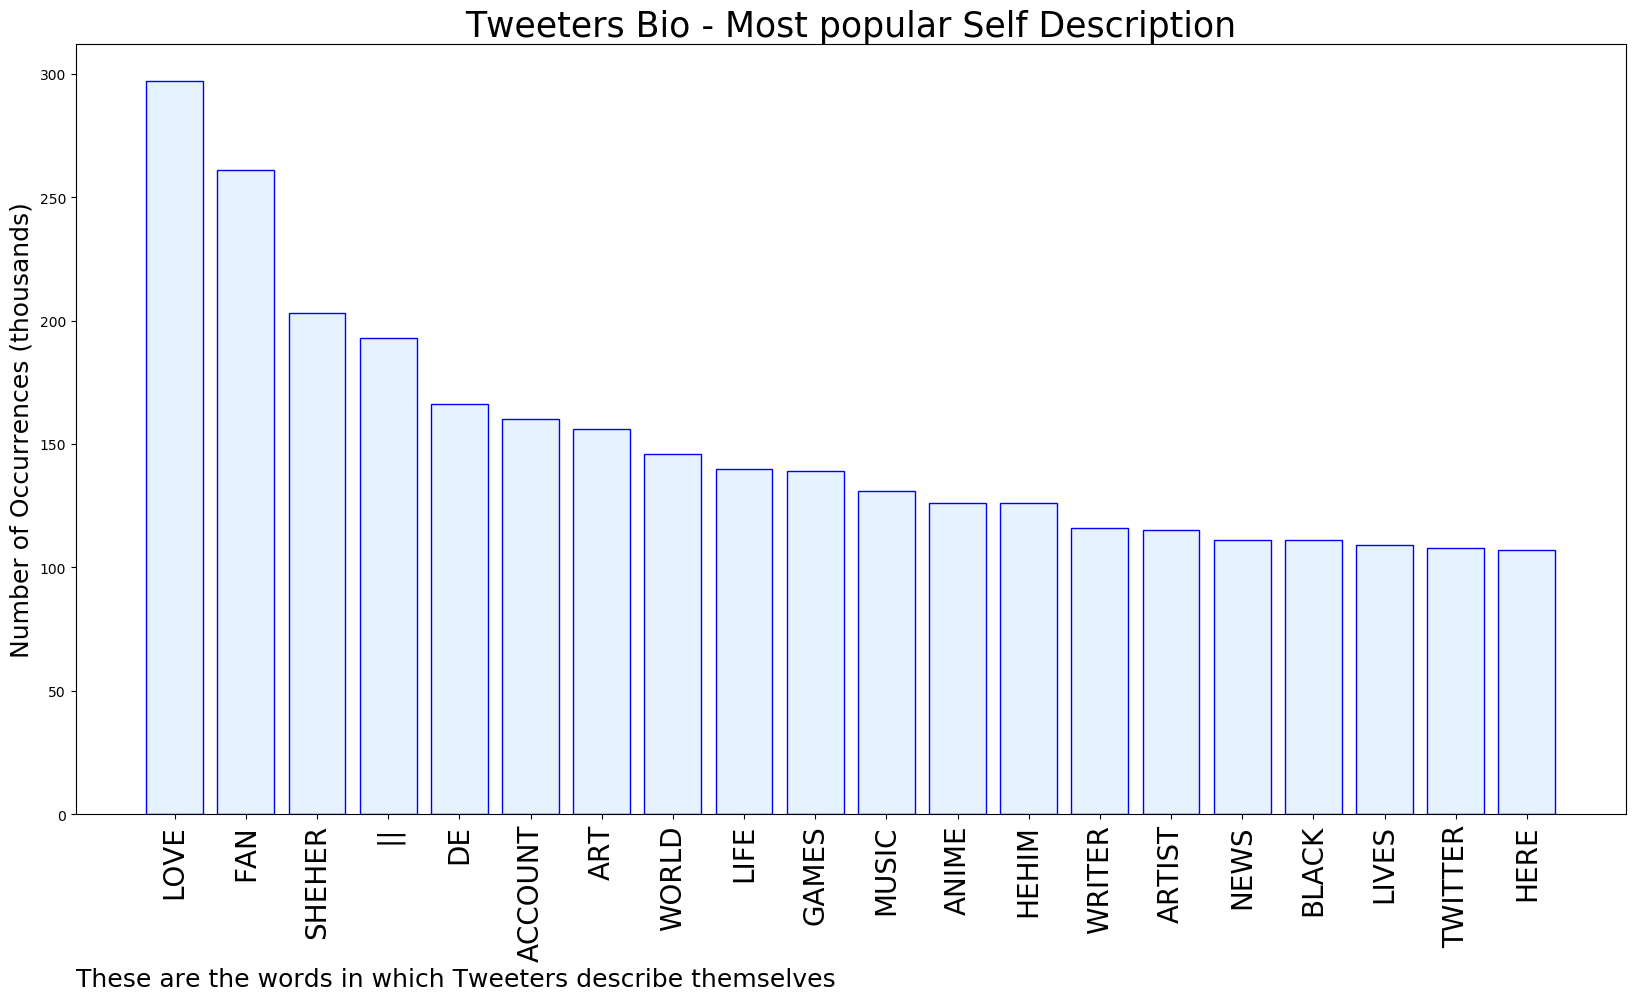 Tweeters Bio - Most popular Self Description
Number of Occurrences (thousands)
300
250
200
150
100
50
0
LOVE
FAN
SHEHER
||
DE
ACCOUNT
ART
WORLD
LIFE
GAMES
MUSIC
ANIME
HEHIM
WRITER
ARTIST
NEWS
BLACK
LIVES
TWITTER
HERE
These are the words in which Tweeters describe themselves